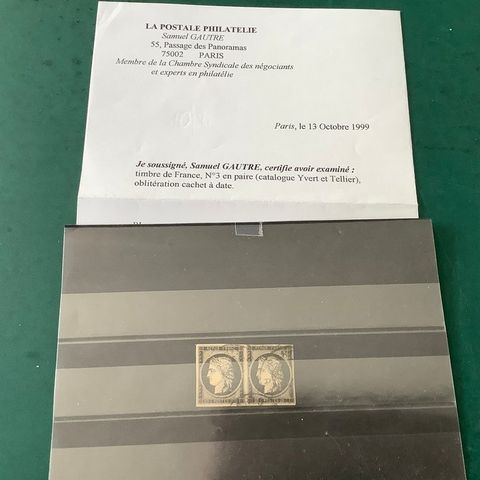 LA POSTALE PHILATELIE
Samuel GAUTRE
55, Passage des Panoramas
75002 PARIS
Membre de la Chambre Syndicale des négociants
et experts en philatélie
Paris, le 13 Octobre 1999
Je soussigné, Samuel GAUTRE, certifie avoir examiné :
timbre de France, N°3 en paire (catalogue Yvert et Tellier),
oblitération cachet à date.